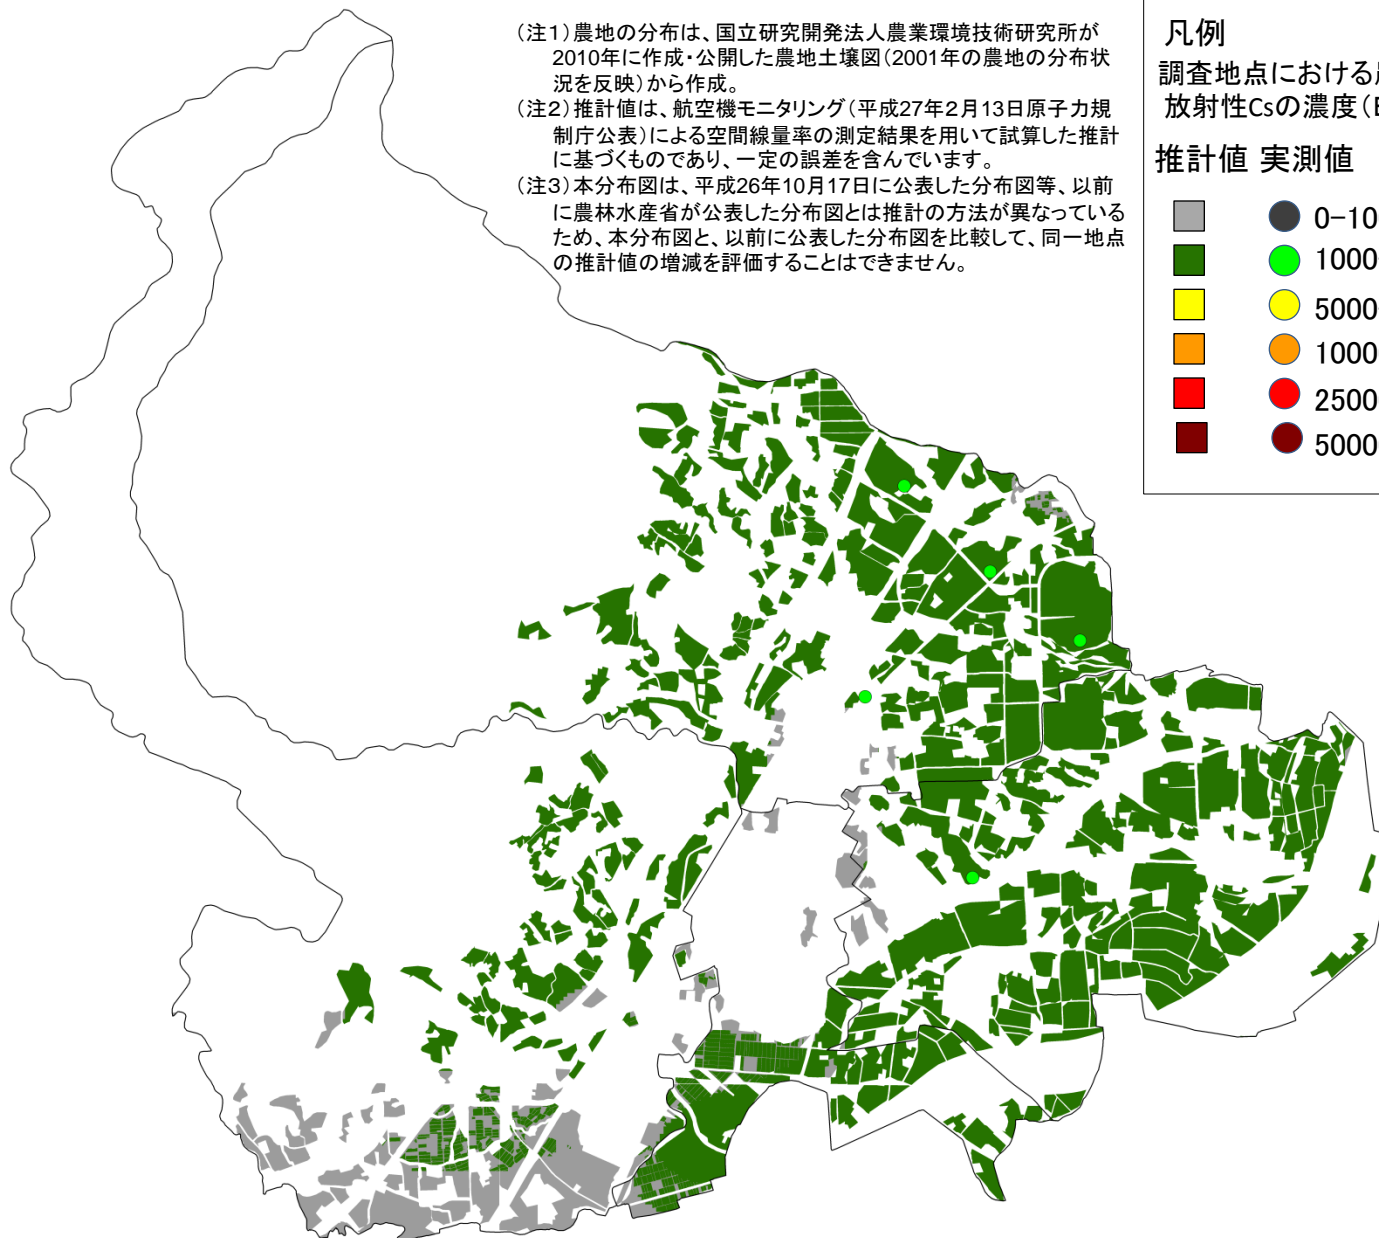 (注1)農地の分布は、国立研究開発法人農業環境技術研究所が
2010年に作成・公開した農地土壌図(2001年の農地の分布状
況を反映)から作成。
(注2)推計値は、航空機モニタリング(平成27年2月13日原子力規
制庁公表)による空間線量率の測定結果を用いて試算した推計
に基づくものであり、一定の誤差を含んでいます。
(注3)本分布図は、平成26年10月17日に公表した分布図等、以前
に農林水産省が公表した分布図とは推計の方法が異なっている
ため、本分布図と、以前に公表した分布図を比較して、同一地点
の推計値の増減を評価することはできません。
凡例
調査地点における
放射性Csの濃度(
推計値 実測値
0-10
1000
5000
1000
2500
5000